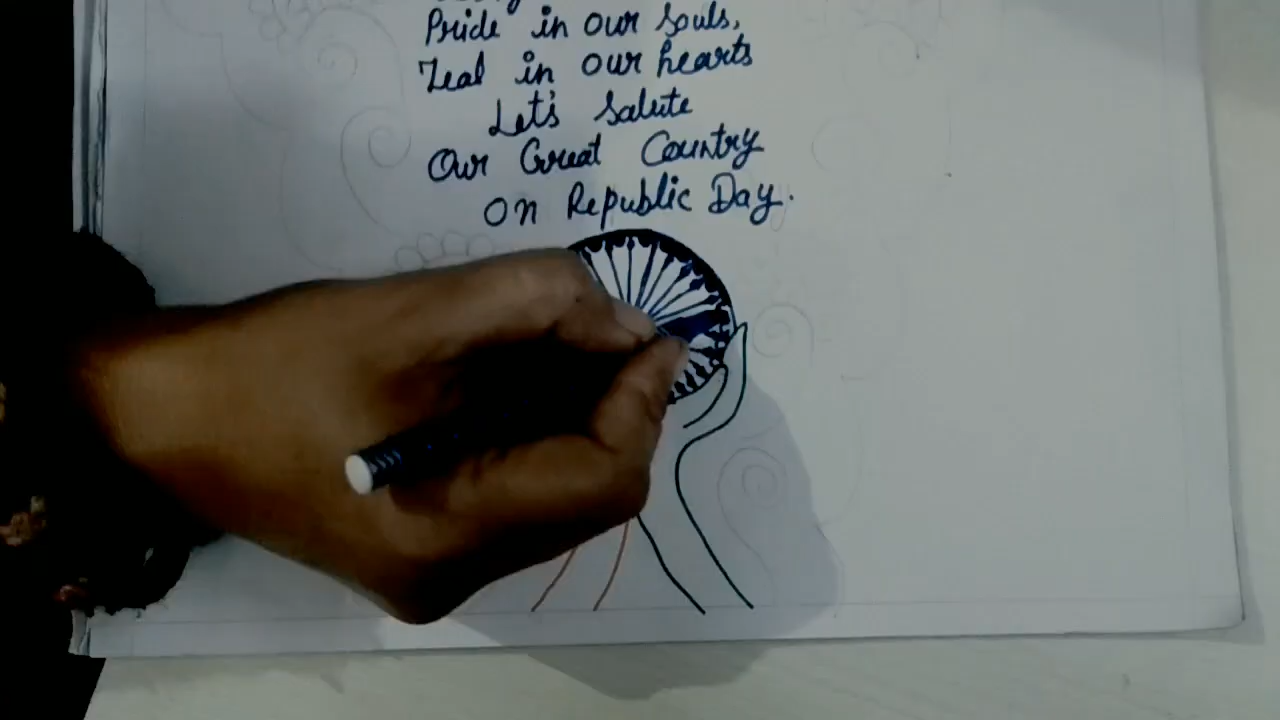 Pride in our souls,
Zeal in our hearts
Let's Salute
Our Great Country
On Republic Day.